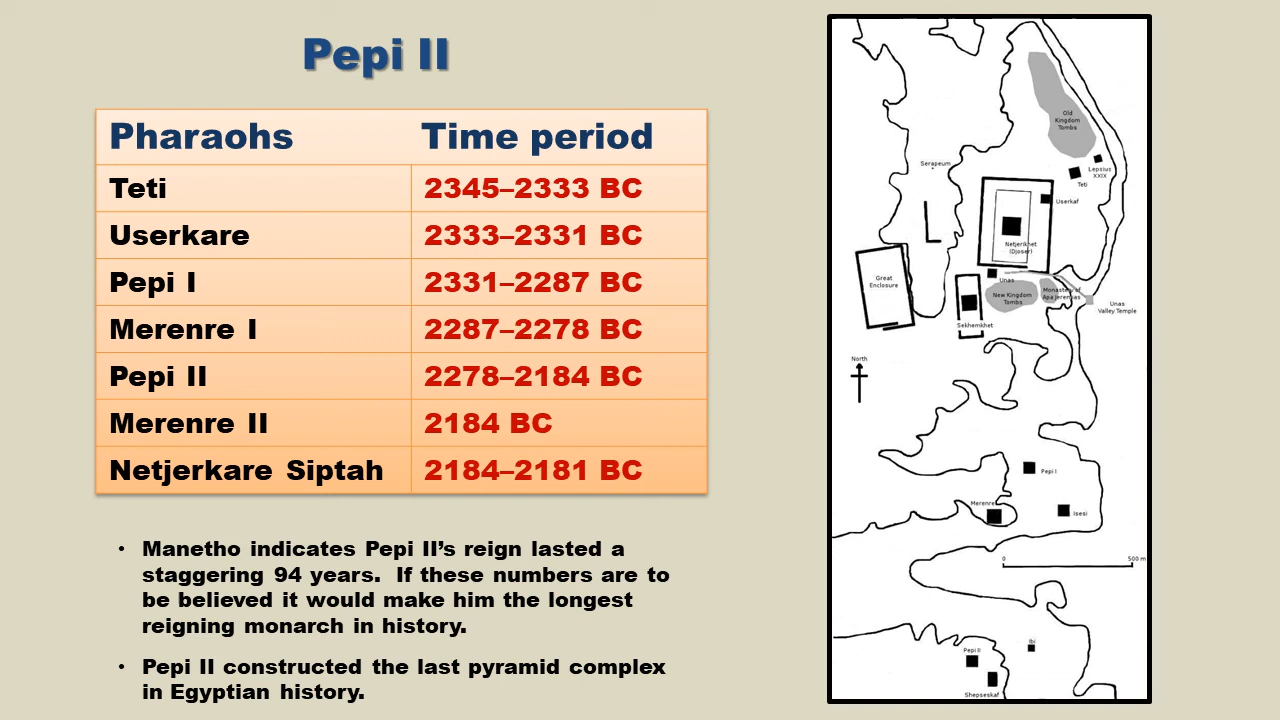 Pepi II
Pharaohs Time period
Teti 2345–2333 BC
Userkare 2333–2331 BC
Pepi I 2331–2287 BC
Merenre I 2287–2278 BC
Pepi II 2278–2184 BC
Merenre II 2184 BC
Netjerkare Siptah 2184–2181 BC
• Manetho indicates Pepi II’s reign lasted a
staggering 94 years.  If these numbers are to
be believed it would make him the longest
reigning monarch in history.
• Pepi II constructed the last pyramid complex
in Egyptian history.
Old
Kingdom
Tombs
Serapeum
Lepsius
XXIX
Teti
Userkaf
Netjerikhet
(Djoser)
Great
Enclosure
Unas
New Kingdom
Tombs
Monastery of
Apa Jeremias
Unas
Valley Temple
Sekhemkhet
North
Pepi I
Merenre
Isesi
0 500 m
Ibi
Pepi II
Shepseskaf